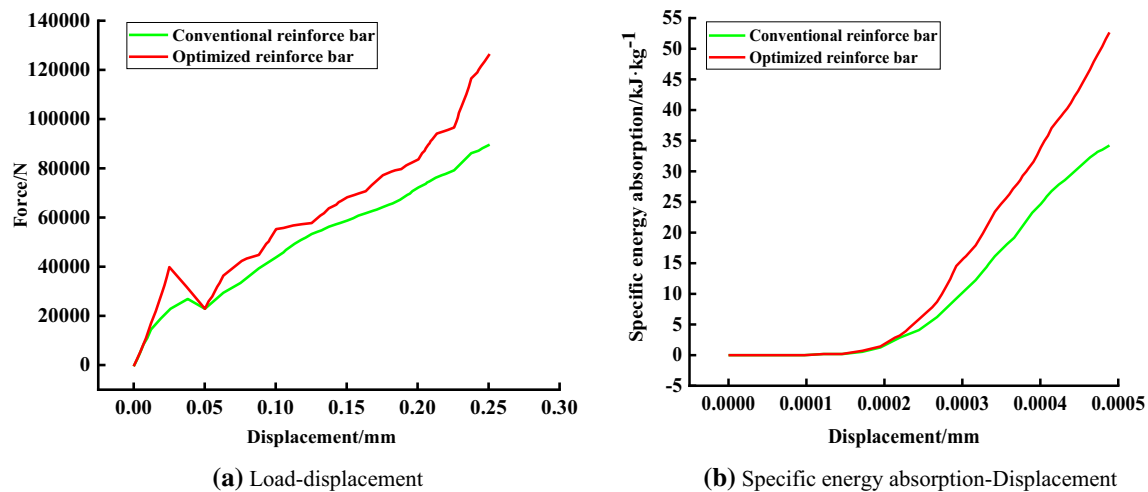 140000
120000
100000
80000
60000
40000
20000
0
Force/N
Conventional reinforce bar
Optimized reinforce bar
0.00 0.05 0.10 0.15 0.20 0.25 0.30
Displacement/mm
(a) Load-displacement
55
50
45
40
35
30
25
20
15
10
5
0
-5
Specific energy absorption/kJ·kg⁻¹
Conventional reinforce bar
Optimized reinforce bar
0.0000 0.0001 0.0002 0.0003 0.0004 0.0005
Displacement/mm
(b) Specific energy absorption-Displacement